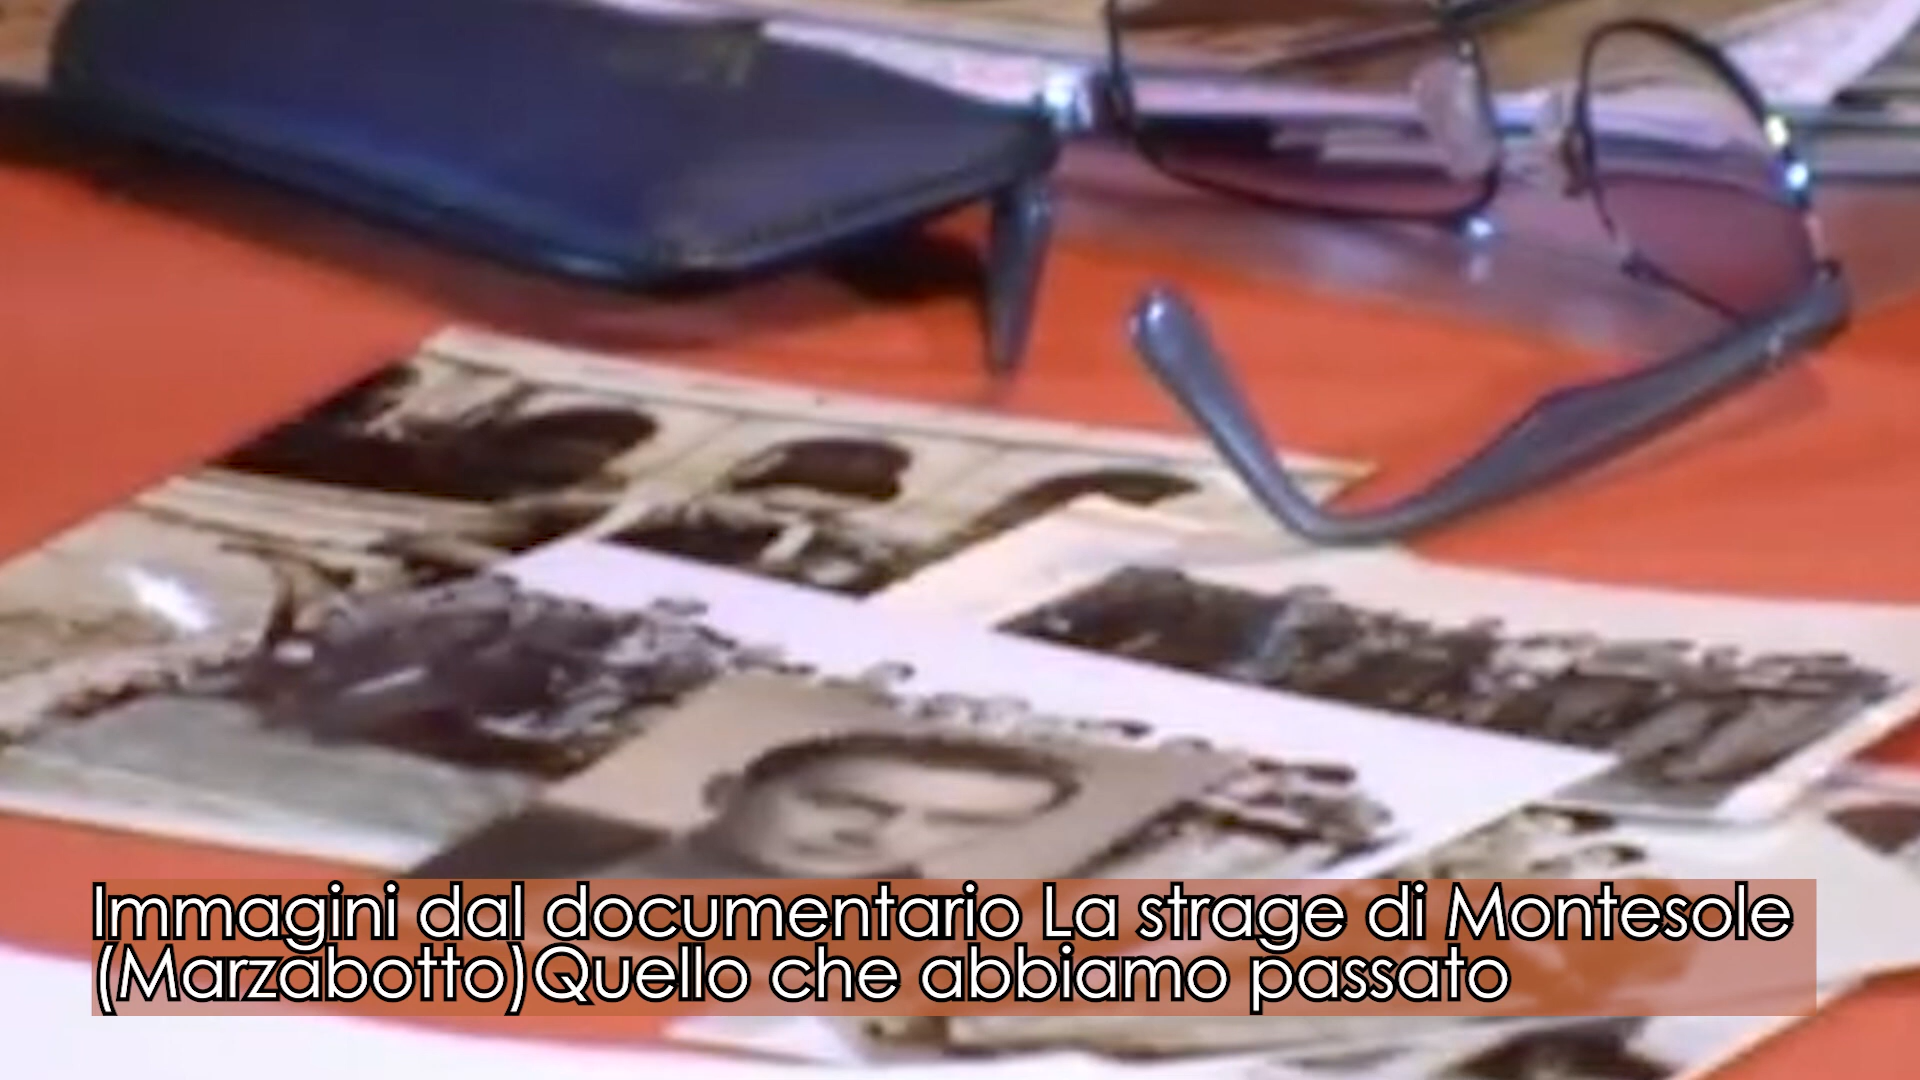 Immagini dal documentario La strage di Montesole
(Marzabotto)Quello che abbiamo passato